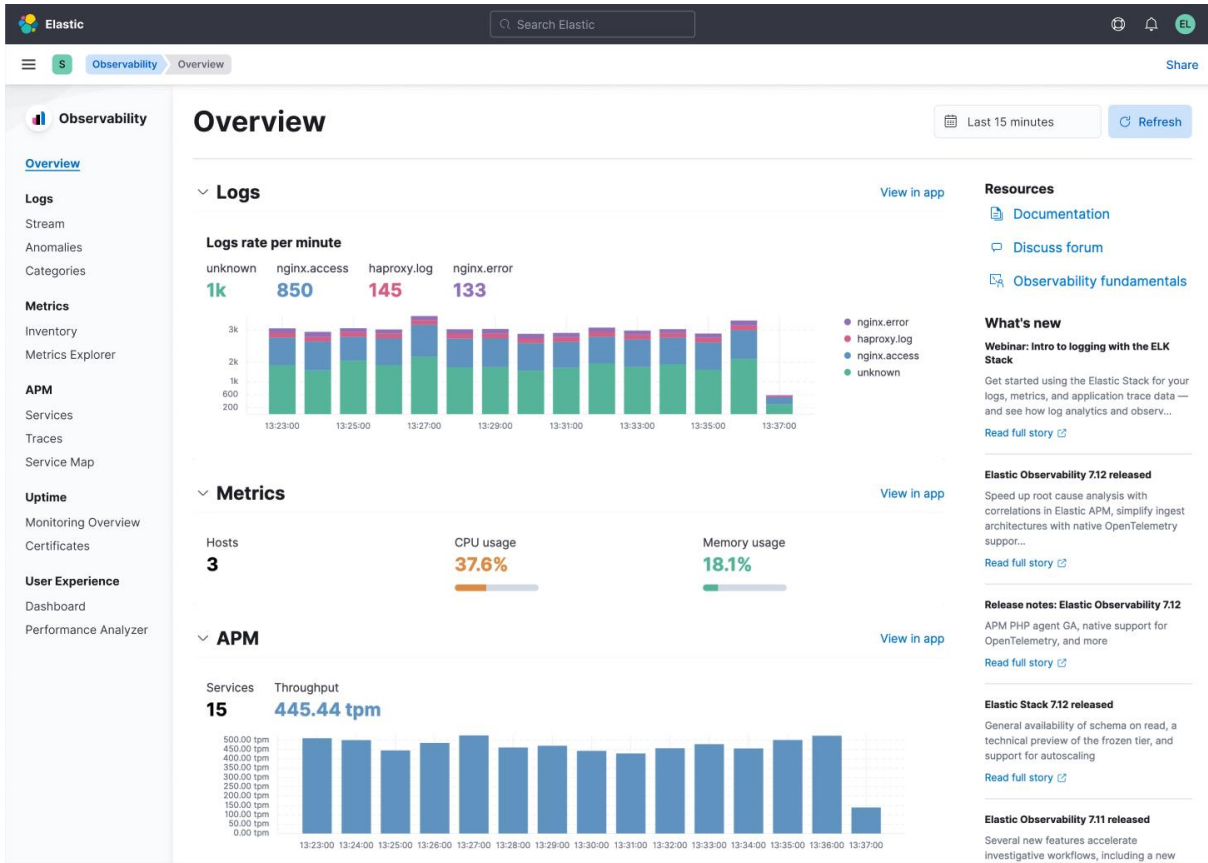 Elastic
Search Elastic
EL
S
Observability
Overview
Share
Observability
Overview
Logs
Stream
Anomalies
Categories
Metrics
Inventory
Metrics Explorer
APM
Services
Traces
Service Map
Uptime
Monitoring Overview
Certificates
User Experience
Dashboard
Performance Analyzer
Overview
Last 15 minutes
Refresh
Logs
View in app
Logs rate per minute
unknown nginx.access haproxy.log nginx.error
1k 850 145 133
3k
2k
1k
600
200
13:23:00 13:25:00 13:27:00 13:29:00 13:31:00 13:33:00 13:35:00 13:37:00
nginx.error
haproxy.log
nginx.access
unknown
Metrics
View in app
Hosts CPU usage Memory usage
3 37.6% 18.1%
APM
View in app
Services Throughput
15 445.44 tpm
500.00 tpm
450.00 tpm
400.00 tpm
350.00 tpm
300.00 tpm
250.00 tpm
200.00 tpm
150.00 tpm
100.00 tpm
50.00 tpm
0.00 tpm
13:23:00 13:24:00 13:25:00 13:26:00 13:27:00 13:28:00 13:29:00 13:30:00 13:31:00 13:32:00 13:33:00 13:34:00 13:35:00 13:36:00 13:37:00
Resources
Documentation
Discuss forum
Observability fundamentals
What's new
Webinar: Intro to logging with the ELK
Stack
Get started using the Elastic Stack for your
logs, metrics, and application trace data —
and see how log analytics and observ...
Read full story
Elastic Observability 7.12 released
Speed up root cause analysis with
correlations in Elastic APM, simplify ingest
architectures with native OpenTelemetry
suppor...
Read full story
Release notes: Elastic Observability 7.12
APM PHP agent GA, native support for
OpenTelemetry, and more
Read full story
Elastic Stack 7.12 released
General availability of schema on read, a
technical preview of the frozen tier, and
support for autoscaling
Read full story
Elastic Observability 7.11 released
Several new features accelerate
investigative workflows, including a new